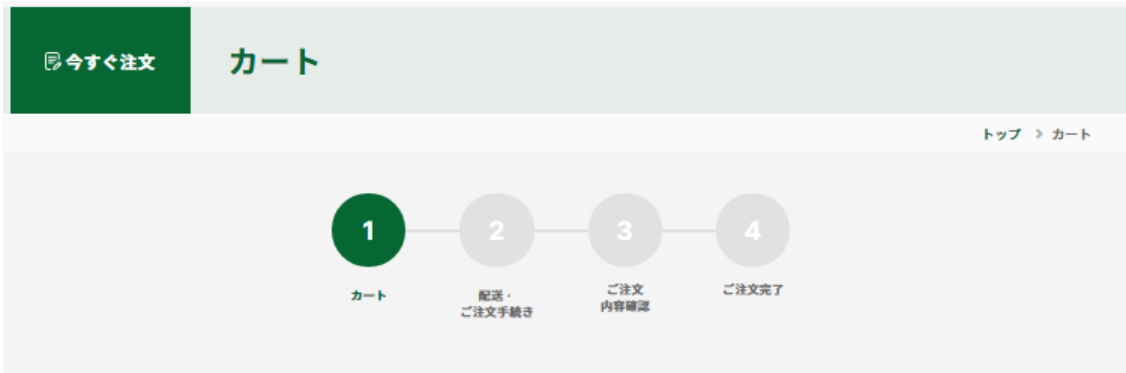 今すぐ注文
カート
トップ > カート
1
2
3
4
カート
配送・
ご注文手続き
ご注文
内容確認
ご注文完了